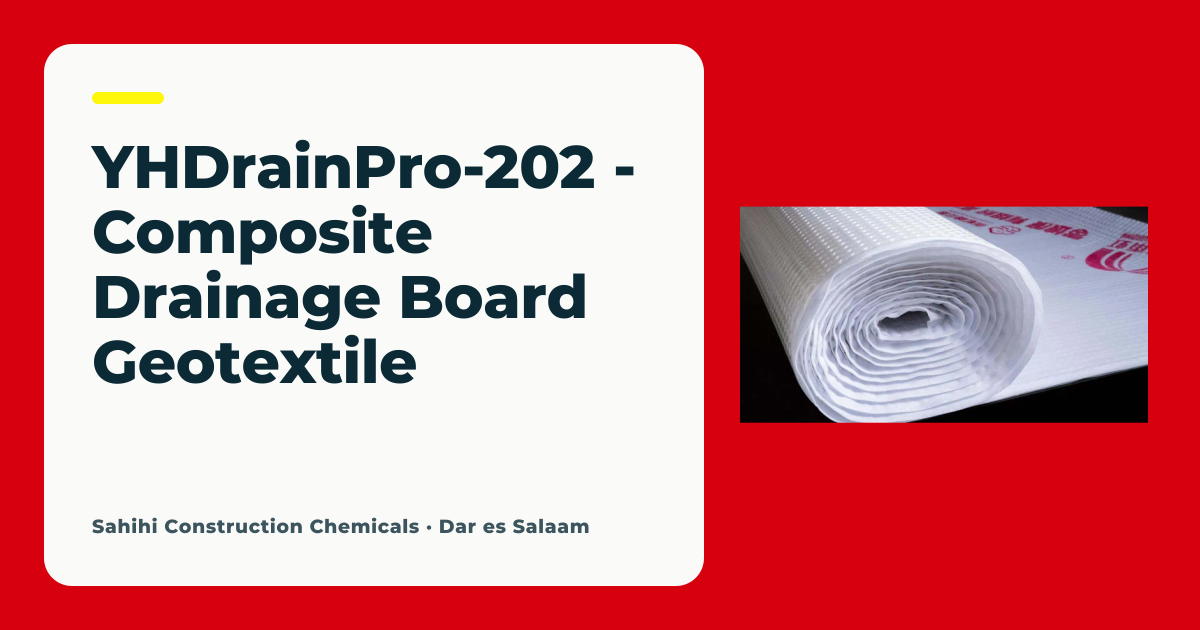 YHDrainPro-202 -
Composite
Drainage Board
Geotextile
Sahihi Construction Chemicals · Dar es Salaam